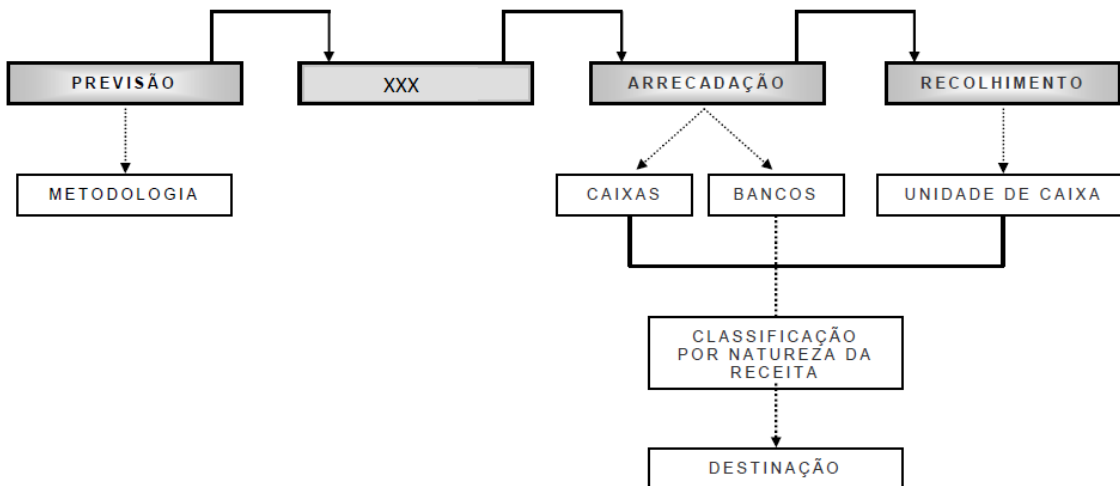 PREVISÃO
XXX
ARRECADAÇÃO
RECOLHIMENTO
METODOLOGIA
CAIXAS
BANCOS
UNIDADE DE CAIXA
CLASSIFICAÇÃO
POR NATUREZA DA
RECEITA
DESTINAÇÃO